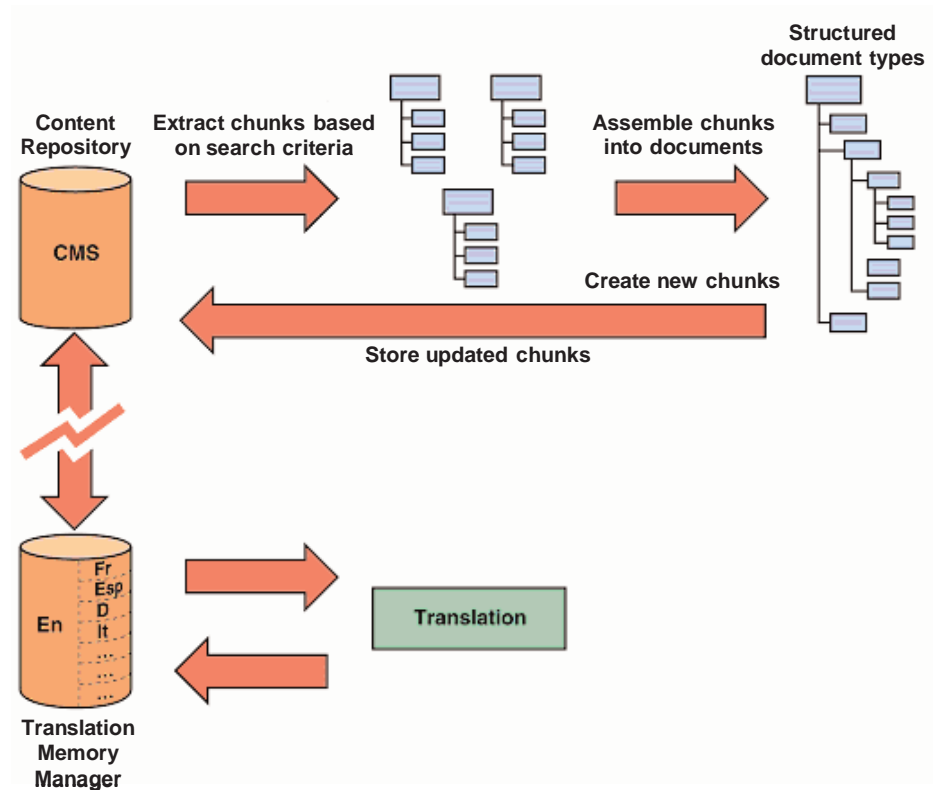 Structured
document types
Content
Repository
Extract chunks based
on search criteria
Assemble chunks
into documents
CMS
Create new chunks
Store updated chunks
En
Fr
Esp
D
It
...
...
...
Translation
Translation
Memory
Manager